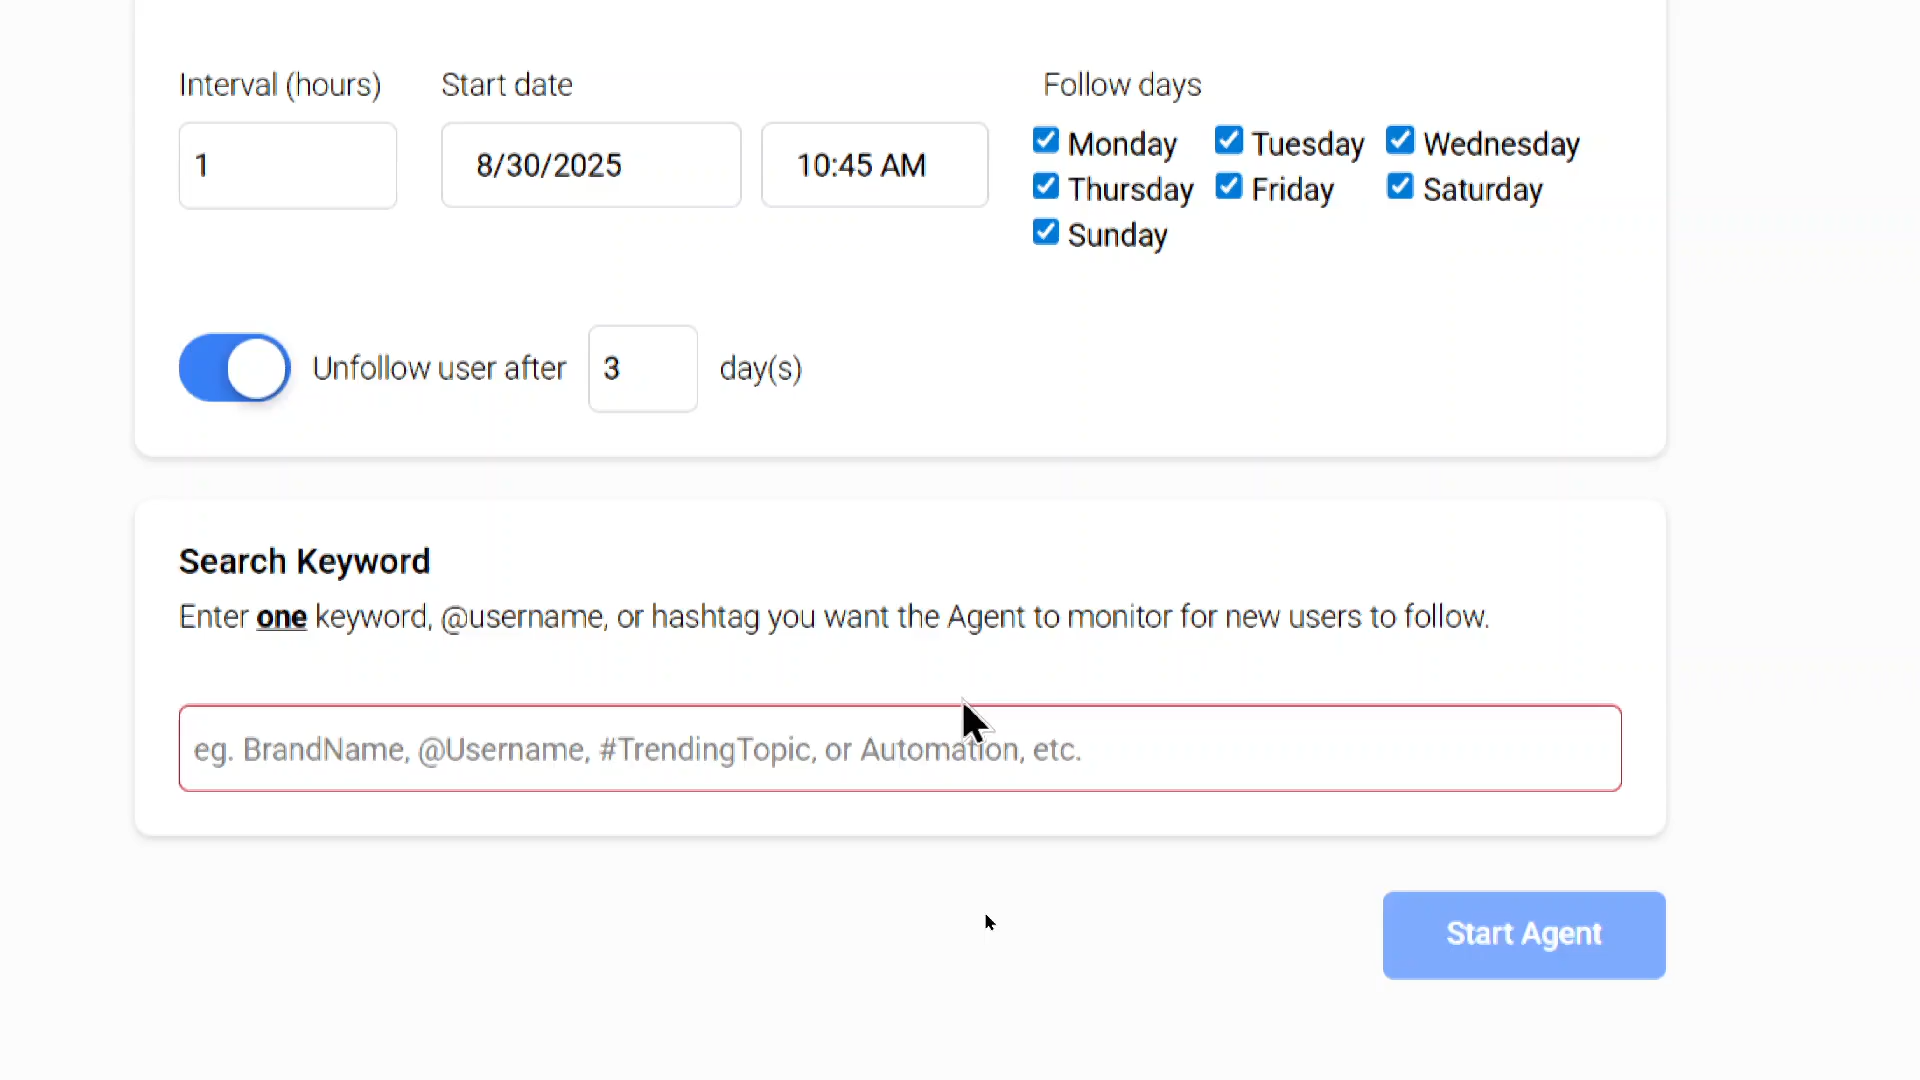 Interval (hours)
Start date
Follow days
1
8/30/2025
10:45 AM
Monday
Tuesday
Wednesday
Thursday
Friday
Saturday
Sunday
Unfollow user after
3
day(s)
Search Keyword
Enter one keyword, @username, or hashtag you want the Agent to monitor for new users to follow.
eg. BrandName, @Username, #TrendingTopic, or Automation, etc.
Start Agent